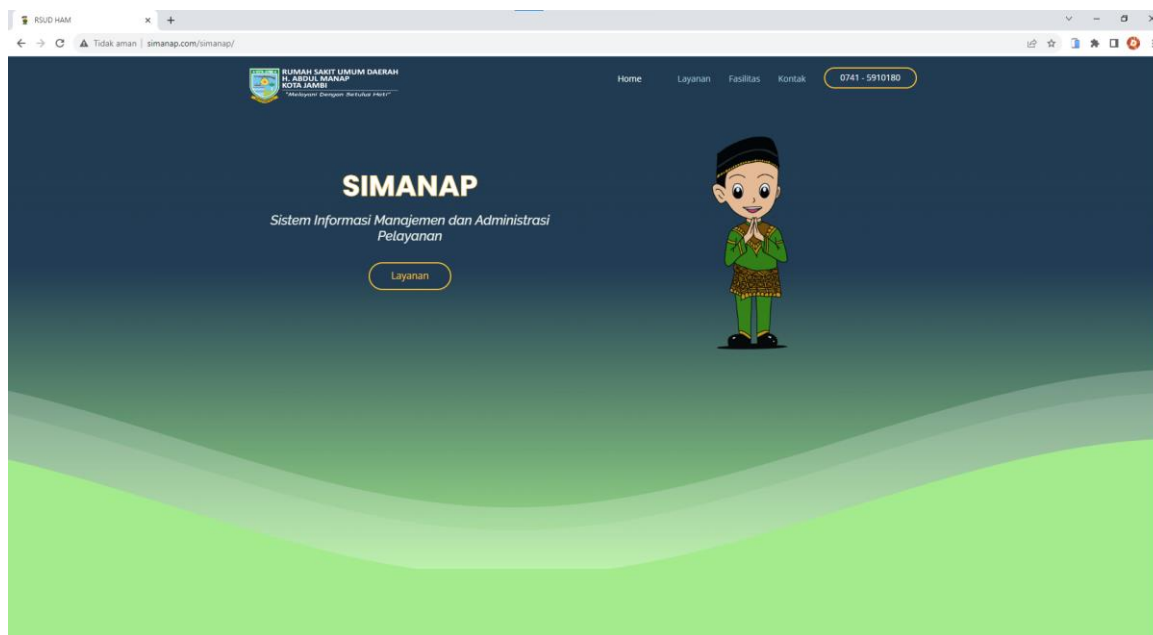 RSUD HAM
Tidak aman | simanap.com/simanap/
RUMAH SAKIT UMUM DAERAH
H. ABDUL MANAP
KOTA JAMBI
"Melayani Dengan Setulus Hati"
Home Layanan Fasilitas Kontak 0741 - 5910180
SIMANAP
Sistem Informasi Manajemen dan Administrasi
Pelayanan
Layanan